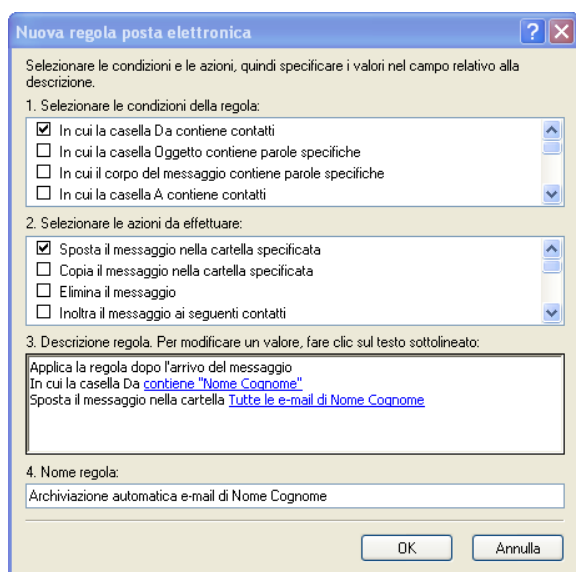 Nuova regola posta elettronica
Selezionare le condizioni e le azioni, quindi specificare i valori nel campo relativo alla
descrizione.
1. Selezionare le condizioni della regola:
In cui la casella Da contiene contatti
In cui la casella Oggetto contiene parole specifiche
In cui il corpo del messaggio contiene parole specifiche
In cui la casella A contiene contatti
2. Selezionare le azioni da effettuare:
Sposta il messaggio nella cartella specificata
Copia il messaggio nella cartella specificata
Elimina il messaggio
Inoltra il messaggio ai seguenti contatti
3. Descrizione regola. Per modificare un valore, fare clic sul testo sottolineato:
Applica la regola dopo l'arrivo del messaggio
In cui la casella Da contiene "Nome Cognome"
Sposta il messaggio nella cartella Tutte le e-mail di Nome Cognome
4. Nome regola:
Archiviazione automatica e-mail di Nome Cognome
OK Annulla